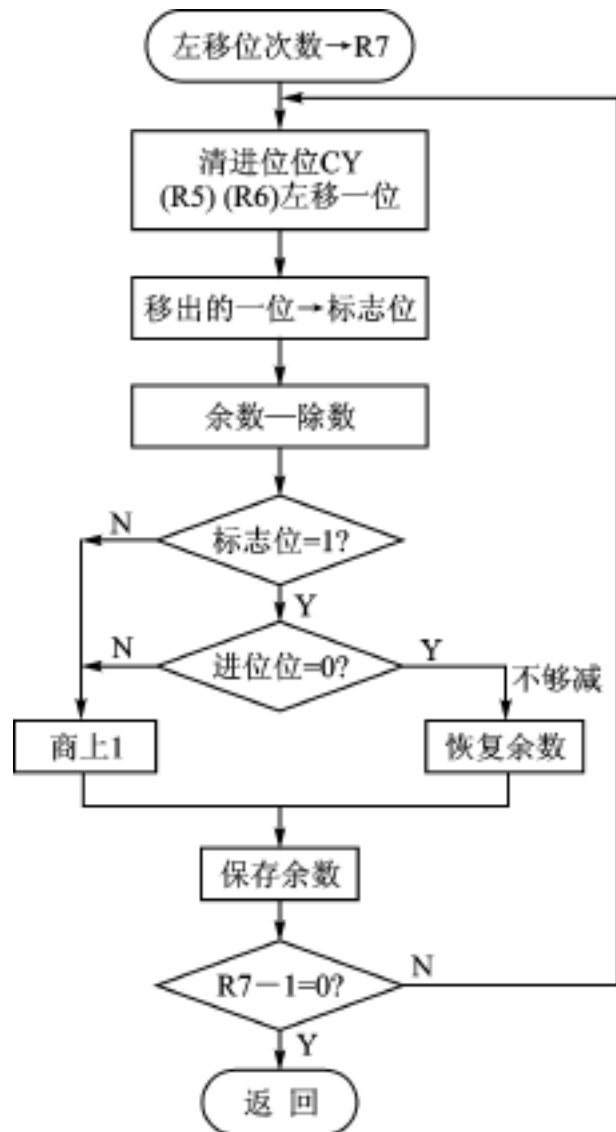 左移位次数→R7
清进位位CY
(R5) (R6)左移一位
移出的一位→标志位
余数—除数
N
标志位=1?
Y
N
进位位=0?
Y
不够减
商上1
恢复余数
保存余数
R7－1=0?
N
Y
返 回